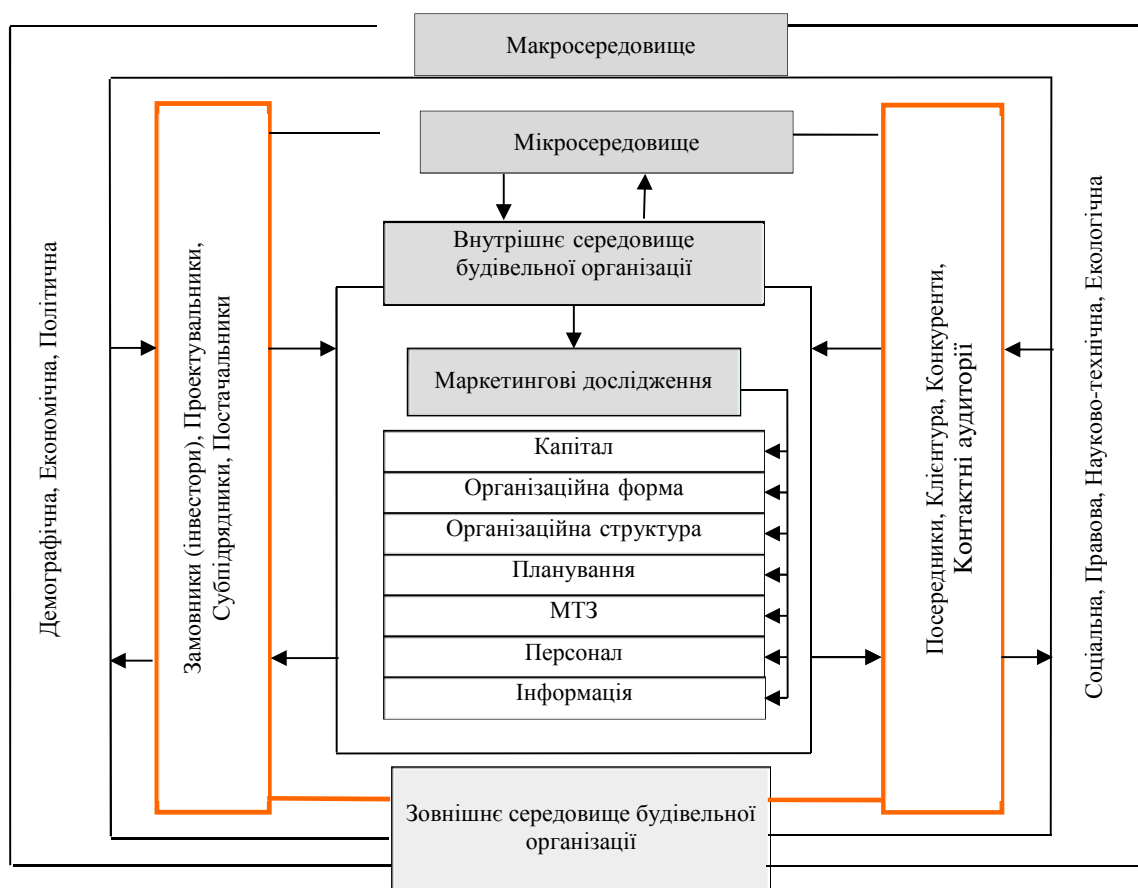 Макросередовище
Мікросередовище
Внутрішнє середовище
будівельної організації
Маркетингові дослідження
Капітал
Організаційна форма
Організаційна структура
Планування
МТЗ
Персонал
Інформація
Зовнішнє середовище будівельної
організації
Демографічна, Економічна, Політична
Замовники (інвестори), Проектувальники,
Субпідрядники, Постачальники
Посередники, Клієнтура, Конкуренти,
Контактні аудиторії
Соціальна, Правова, Науково-технічна, Екологічна